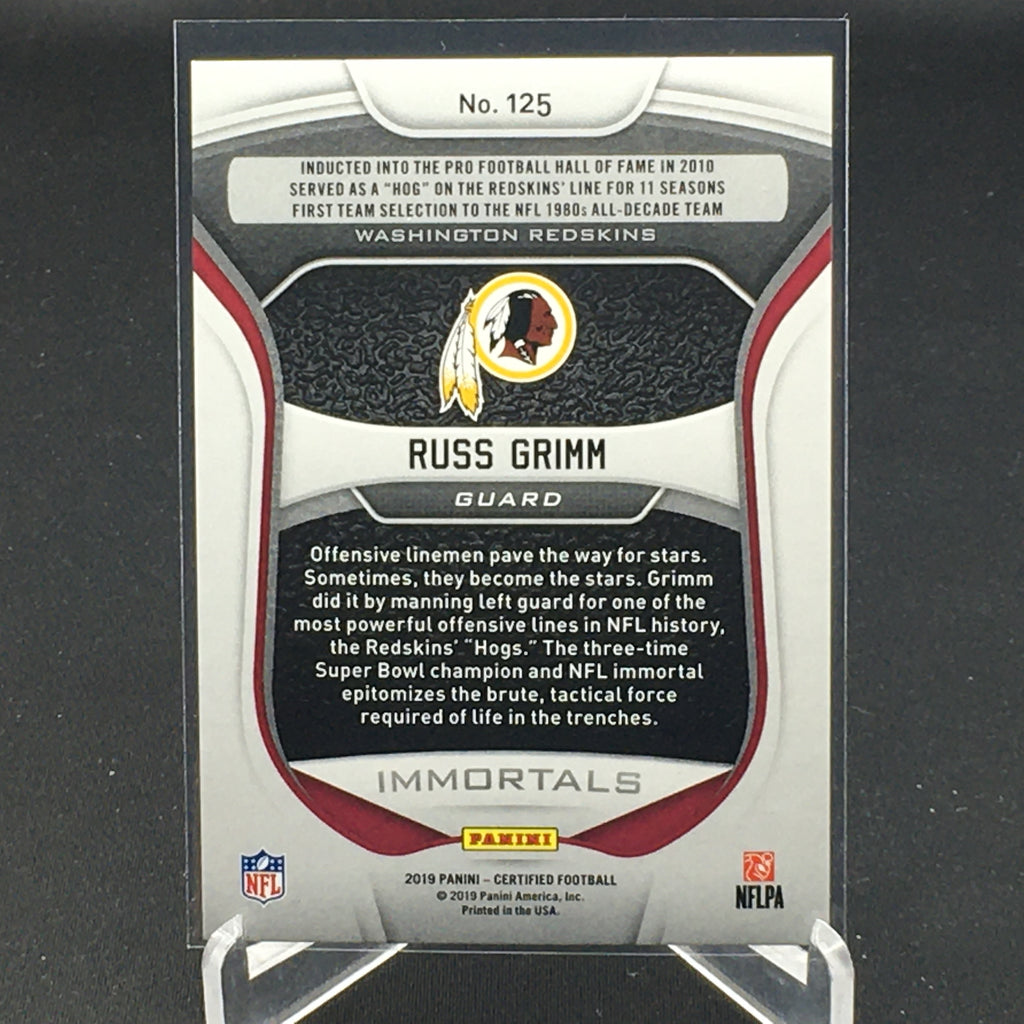 No. 125
INDUCTED INTO THE PRO FOOTBALL HALL OF FAME IN 2010
SERVED AS A "HOG" ON THE REDSKINS' LINE FOR 11 SEASONS
FIRST TEAM SELECTION TO THE NFL 1980s ALL-DECADE TEAM
WASHINGTON REDSKINS
RUSS GRIMM
GUARD
Offensive linemen pave the way for stars.
Sometimes, they become the stars. Grimm
did it by manning left guard for one of the
most powerful offensive lines in NFL history,
the Redskins' "Hogs." The three-time
Super Bowl champion and NFL immortal
epitomizes the brute, tactical force
required of life in the trenches.
IMMORTALS
PANINI
NFL
2019 PANINI – CERTIFIED FOOTBALL
© 2019 Panini America, Inc.
Printed in the USA.
NFLPA